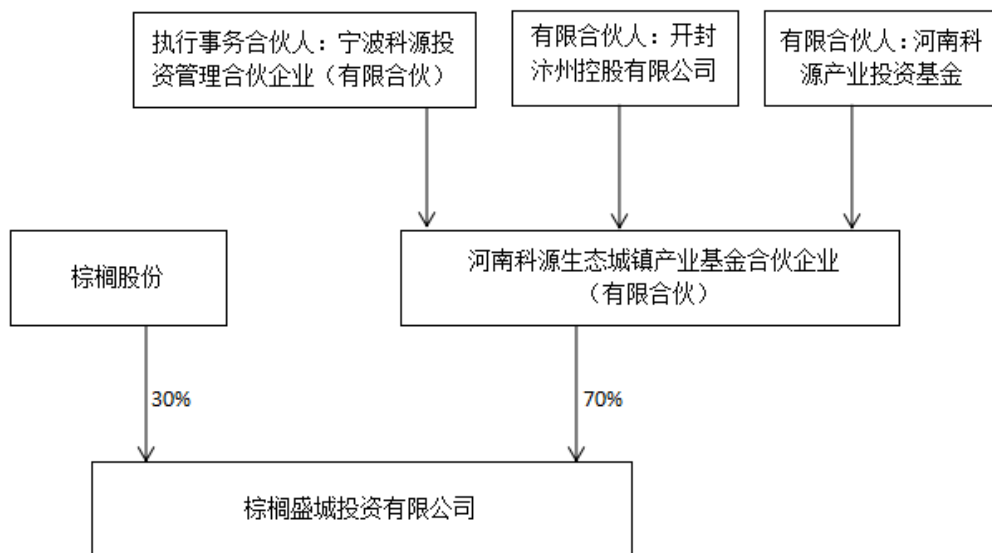 执行事务合伙人：宁波科源投
资管理合伙企业（有限合伙）
有限合伙人：开封
汴州控股有限公司
有限合伙人：河南科
源产业投资基金
棕榈股份
河南科源生态城镇产业基金合伙企业
（有限合伙）
30%
70%
棕榈盛城投资有限公司